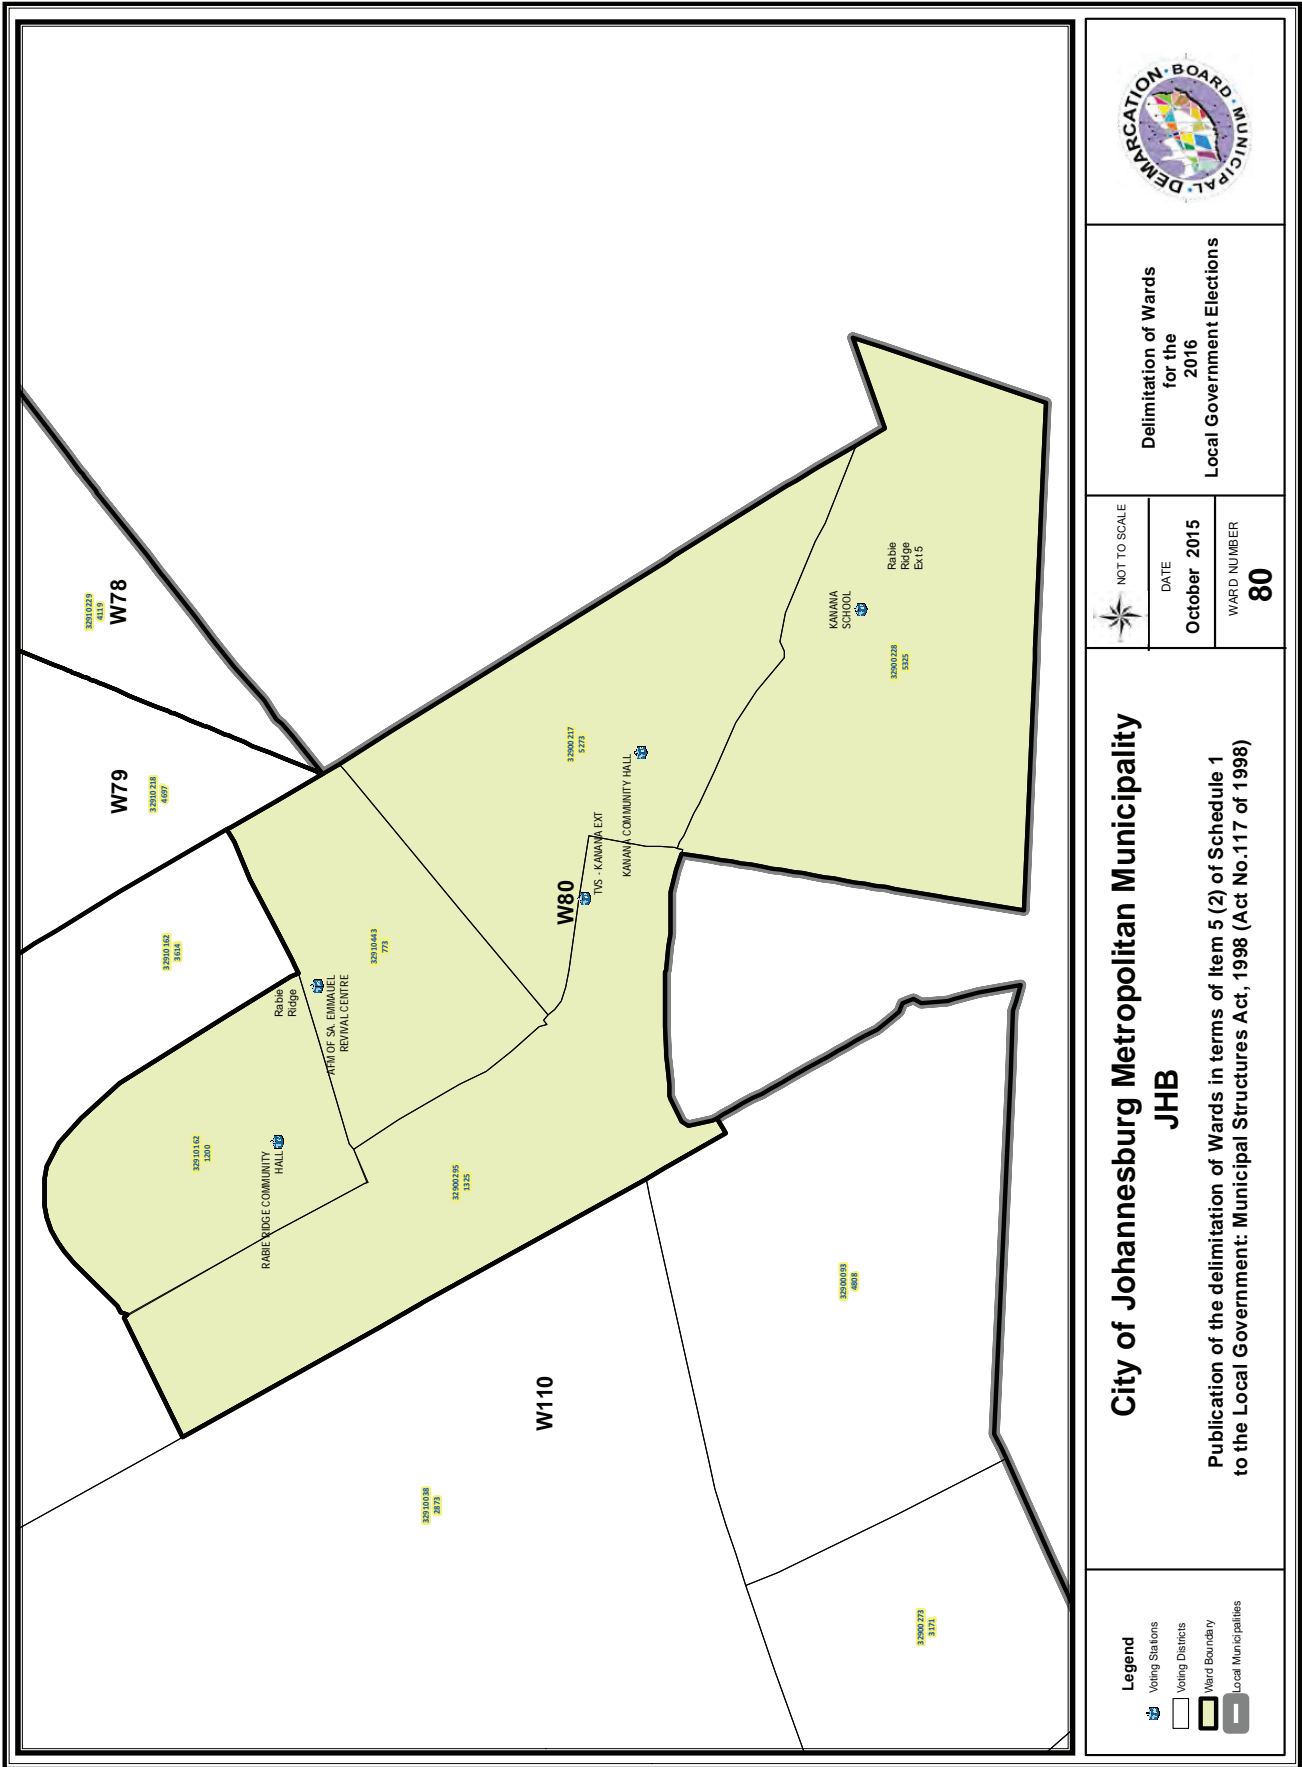 W78
32910229
4119
W79
32910218
4697
32910162
3614
Rabie
Ridge
AFM OF SA. EMMAUEL
REVIVAL CENTRE
32910443
773
32910162
1200
RABIE RIDGE COMMUNITY
HALL
32900295
1325
W80
TVS - KANANA EXT
KANANA COMMUNITY HALL
32900217
5273
KANANA
SCHOOL
Rabie
Ridge
Ext 5
32900228
5325
W110
32910038
2873
32900093
4808
32900273
3171
Legend
Voting Stations
Voting Districts
Ward Boundary
Local Municipalities
City of Johannesburg Metropolitan Municipality
JHB
Publication of the delimitation of Wards in terms of Item 5 (2) of Schedule 1
to the Local Government: Municipal Structures Act, 1998 (Act No.117 of 1998)
NOT TO SCALE
DATE
October 2015
WARD NUMBER
80
Delimitation of Wards
for the
2016
Local Government Elections
MUNICIPAL · DEMARCATION · BOARD